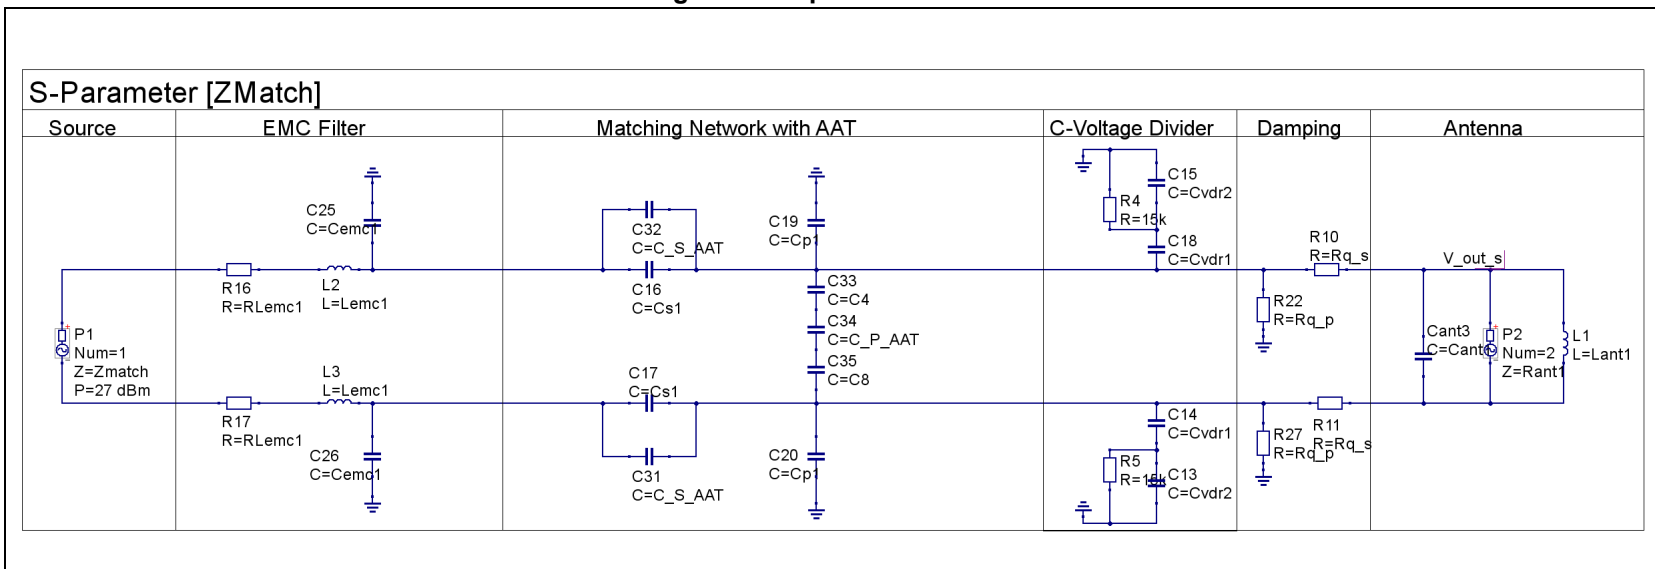 S-Parameter [ZMatch]
Source
EMC Filter
Matching Network with AAT
C-Voltage Divider
Damping
Antenna
P1
Num=1
Z=Zmatch
P=27 dBm
R16
R=RLemc1
L2
L=Lemc1
C25
C=Cemc1
R17
R=RLemc1
L3
L=Lemc1
C26
C=Cemc1
C32
C=C_S_AAT
C16
C=Cs1
C17
C=Cs1
C31
C=C_S_AAT
C19
C=Cp1
C33
C=C4
C34
C=C_P_AAT
C35
C=C8
C20
C=Cp1
C15
C=Cvdr2
R4
R=15k
C18
C=Cvdr1
C14
C=Cvdr1
R5
R=15k
C13
C=Cvdr2
R10
R=Rq_s
R22
R=Rq_p
R11
R=Rq_s
R27
R=Rq_p
V_out_s
Cant3
C=Cant
P2
Num=2
Z=Rant1
L1
L=Lant1